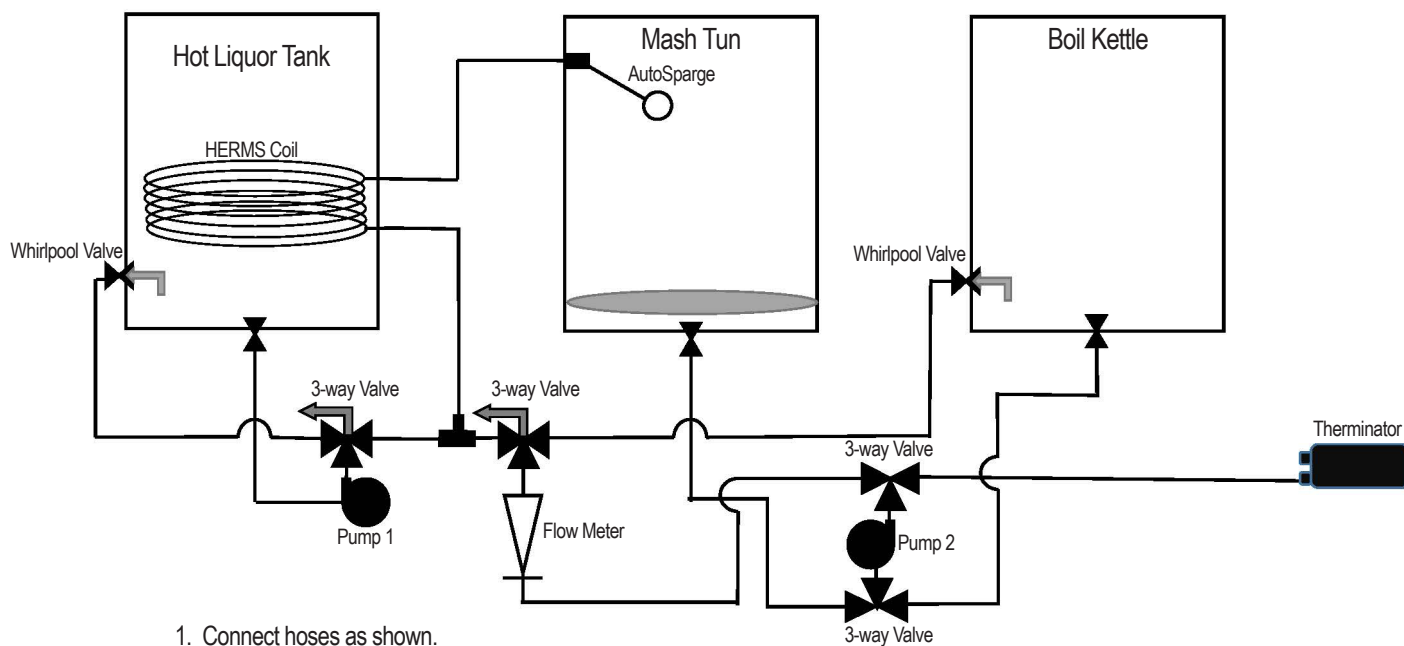 Hot Liquor Tank
Mash Tun
Boil Kettle
AutoSparge
HERMS Coil
Whirlpool Valve
Whirlpool Valve
3-way Valve
3-way Valve
Therminator
3-way Valve
Pump 1
Flow Meter
Pump 2
3-way Valve
1. Connect hoses as shown.